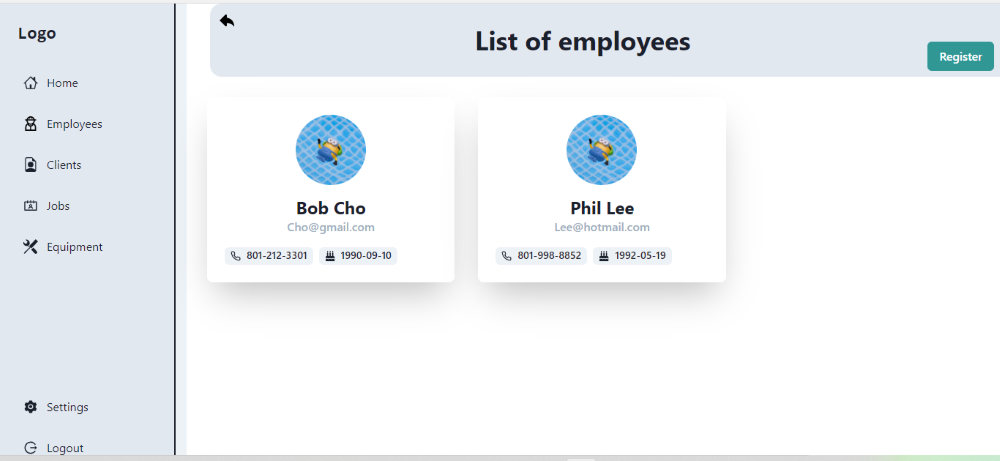 Logo
Home
Employees
Clients
Jobs
Equipment
Settings
Logout
List of employees
Register
Bob Cho
Cho@gmail.com
801-212-3301 1990-09-10
Phil Lee
Lee@hotmail.com
801-998-8852 1992-05-19